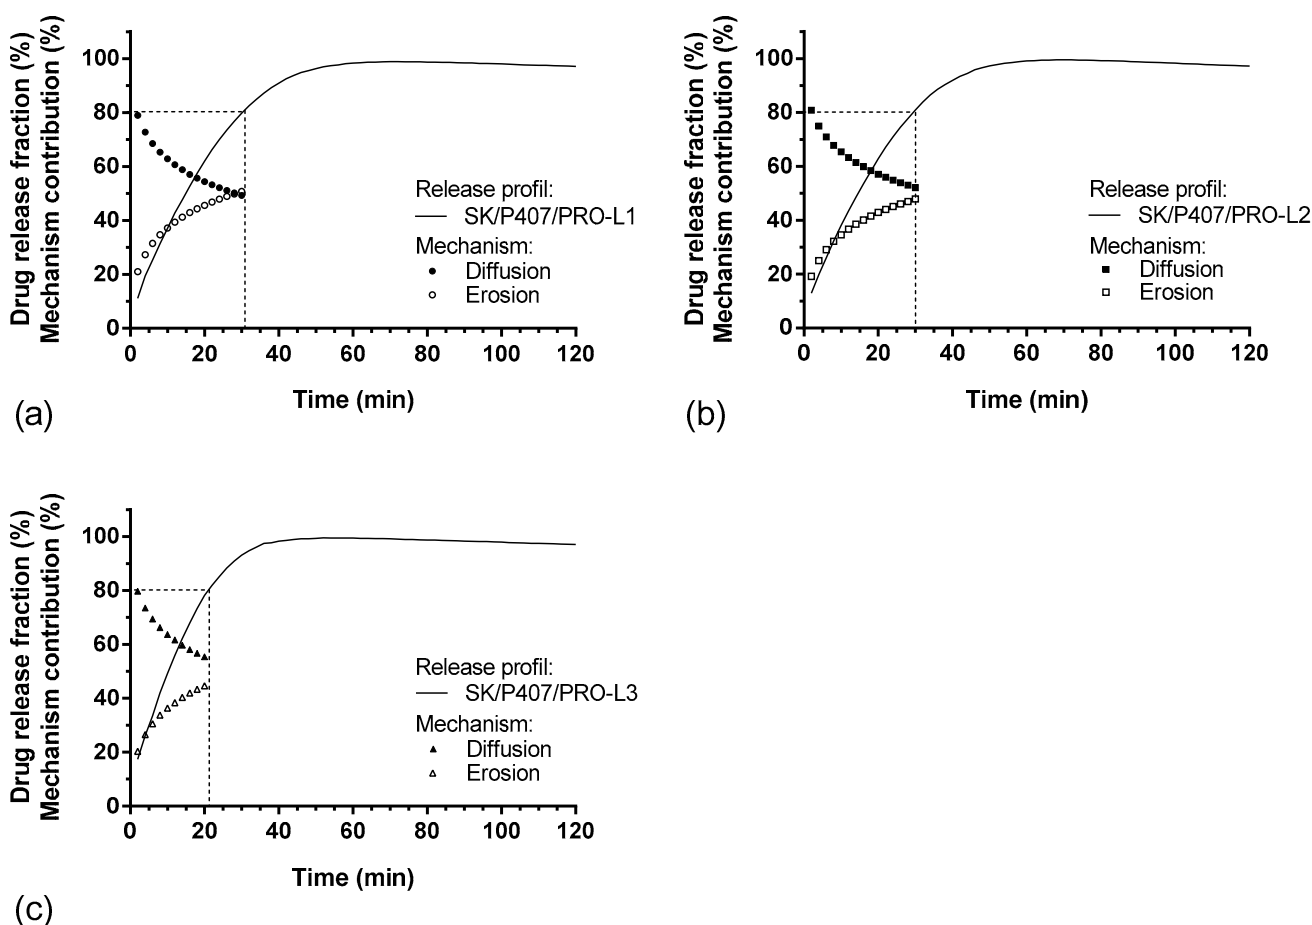 Drug release fraction (%)
Mechanism contribution (%)
100
80
60
40
20
0
0 20 40 60 80 100 120
Time (min)
Release profil:
SK/P407/PRO-L1
Mechanism:
Diffusion
Erosion
(a)
Drug release fraction (%)
Mechanism contribution (%)
100
80
60
40
20
0
0 20 40 60 80 100 120
Time (min)
Release profil:
SK/P407/PRO-L2
Mechanism:
Diffusion
Erosion
(b)
Drug release fraction (%)
Mechanism contribution (%)
100
80
60
40
20
0
0 20 40 60 80 100 120
Time (min)
Release profil:
SK/P407/PRO-L3
Mechanism:
Diffusion
Erosion
(c)